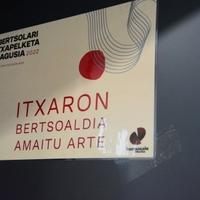 BERTSOLARI
TXAPELKETA
NAGUSIA 2022
ITXARON
BERTSOALDIA
AMAITU ARTE